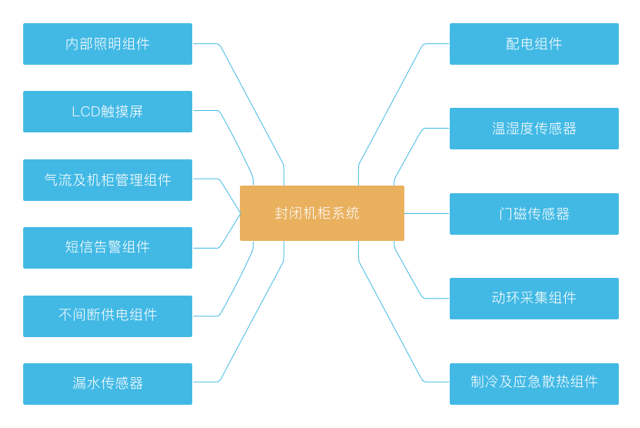 内部照明组件
LCD触摸屏
气流及机柜管理组件
短信告警组件
不间断供电组件
漏水传感器
封闭机柜系统
配电组件
温湿度传感器
门磁传感器
动环采集组件
制冷及应急散热组件